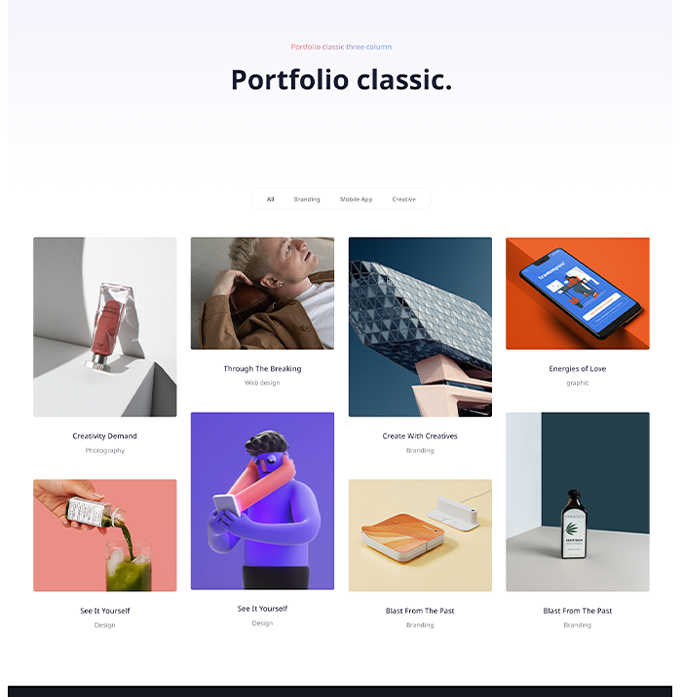 Portfolio classic three column
Portfolio classic.
All
Branding
Mobile App
Creative
Creativity Demand
Photography
Through The Breaking
Web design
Create With Creatives
Branding
Energies of Love
graphic
See It Yourself
Design
See It Yourself
Design
Blast From The Past
Branding
Blast From The Past
Branding